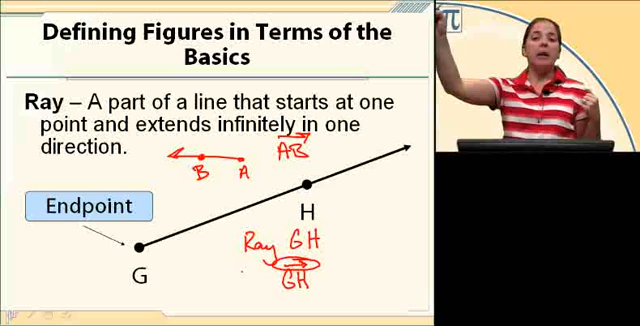 Defining Figures in Terms of the
Basics
Ray – A part of a line that starts at one
point and extends infinitely in one
direction.
AB
B A
Endpoint
H
Ray GH
GH
G
π